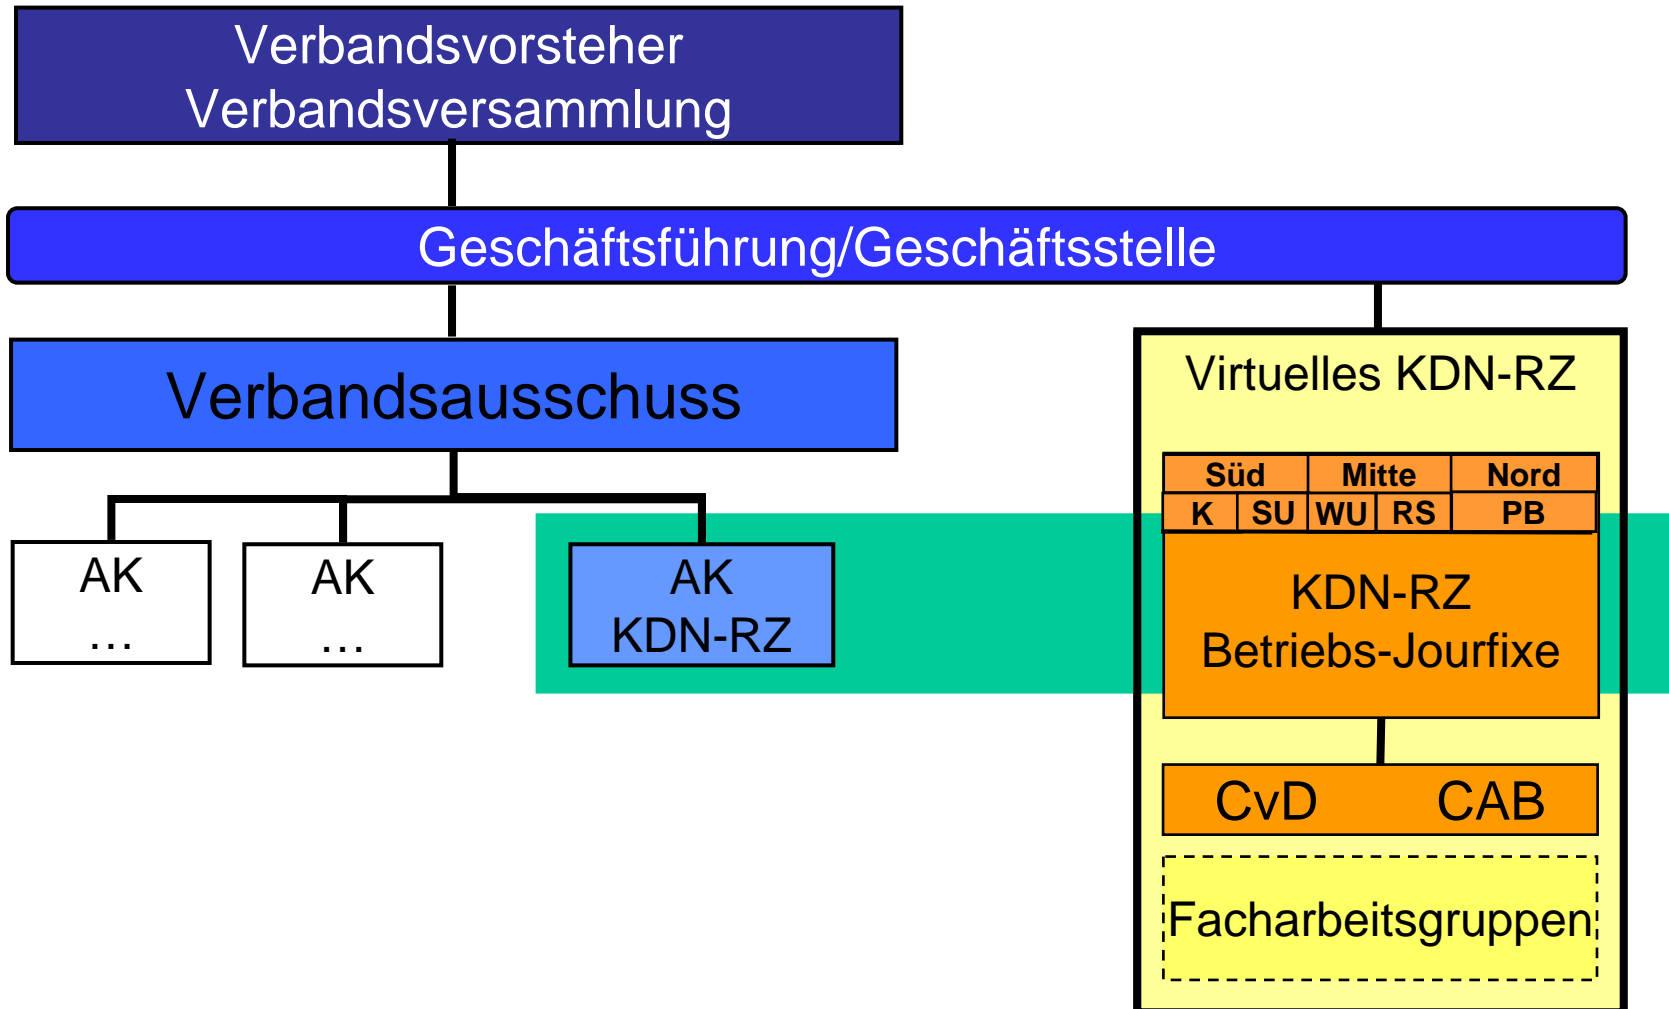 Verbandsvorsteher
Verbandsversammlung
Geschäftsführung/Geschäftsstelle
Verbandsausschuss
AK
…
AK
…
AK
KDN-RZ
Virtuelles KDN-RZ
Süd Mitte Nord
K SU WU RS PB
KDN-RZ
Betriebs-Jourfixe
CvD CAB
Facharbeitsgruppen